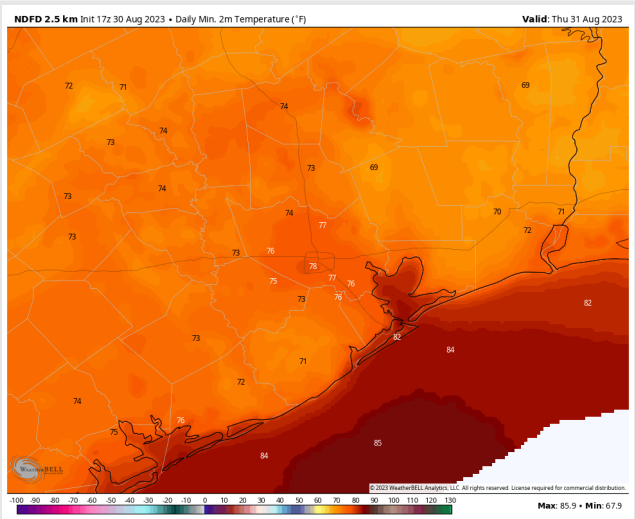 NDFD 2.5 km Init 17z 30 Aug 2023 • Daily Min. 2m Temperature (°F) Valid: Thu 31 Aug 2023
72 71 69
74
74
73
74 73 69
73
74 70 71
77 72
73
73 76
78
75 77 76
73 76 82
73 82
84
71
72
74
76
75 85
84
WeatherBELL
© 2023 WeatherBELL Analytics, LLC. All rights reserved. License required for commercial distribution.
-100 -90 -80 -70 -60 -50 -40 -30 -20 -10 0 10 20 30 40 50 60 70 80 90 100 110 120 130
Max: 85.9 • Min: 67.9